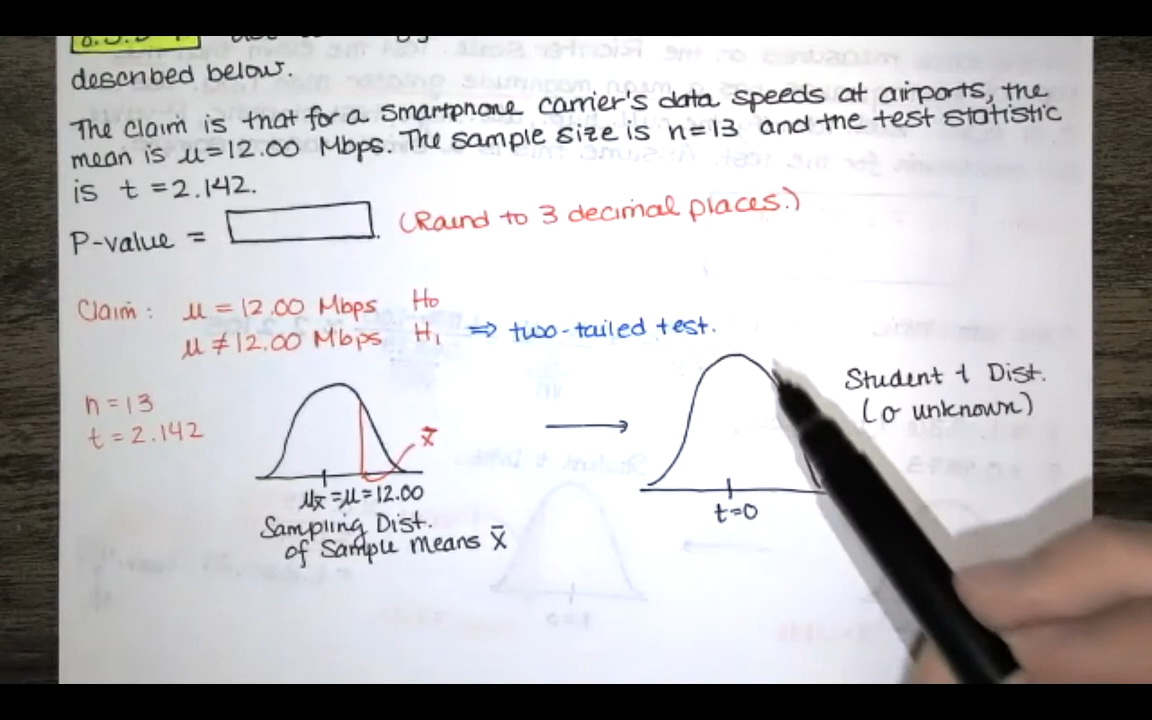 described below.
The claim is that for a smartphone carrier's data speeds at airports, the
mean is μ=12.00 Mbps. The sample size is n=13 and the test statistic
is t=2.142.
P-value = (Round to 3 decimal places.)
Claim: μ = 12.00 Mbps H₀
μ ≠ 12.00 Mbps H₁ ⇒ two-tailed test.
n = 13
t = 2.142
x̄
Student t Dist.
(σ unknown)
μx̄ = μ = 12.00
t=0
Sampling Dist.
of Sample Means x̄